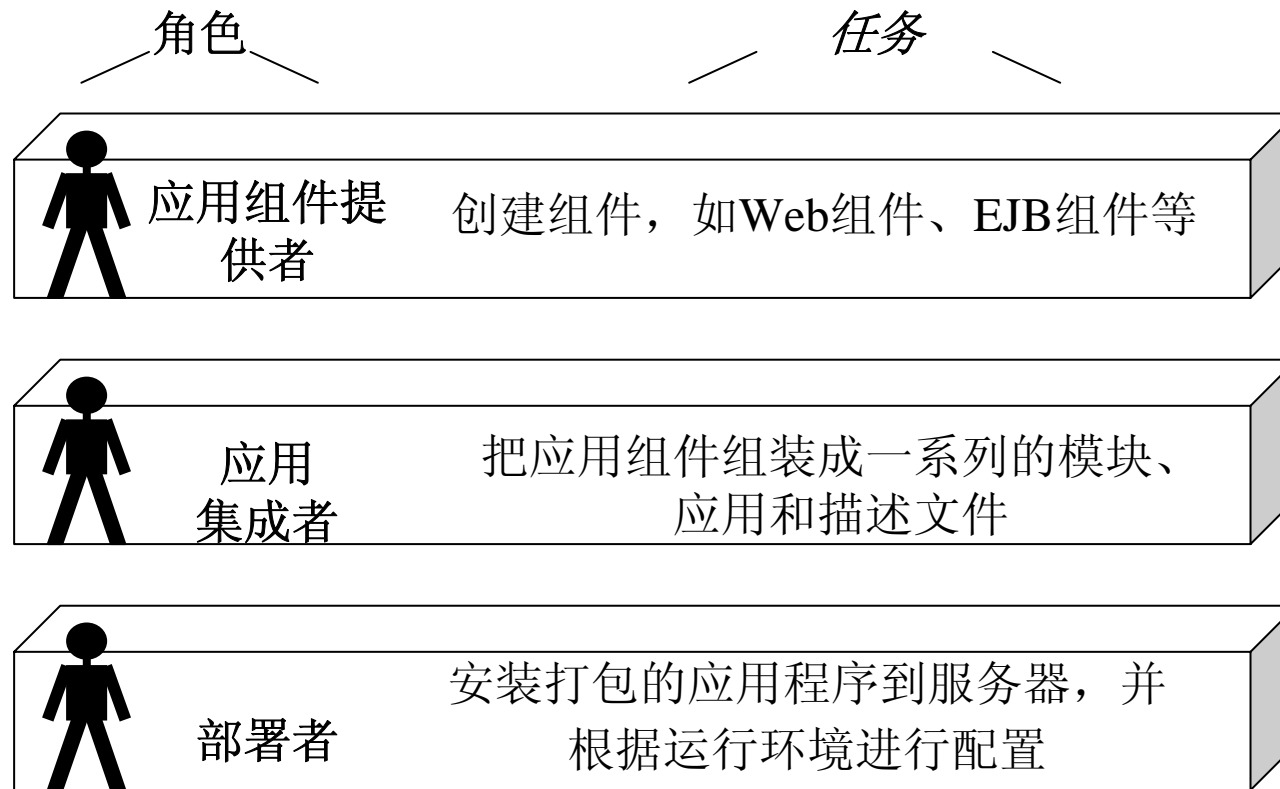 角色
任务
应用组件提
供者
创建组件，如Web组件、EJB组件等
应用
集成者
把应用组件组装成一系列的模块、
应用和描述文件
部署者
安装打包的应用程序到服务器，并
根据运行环境进行配置